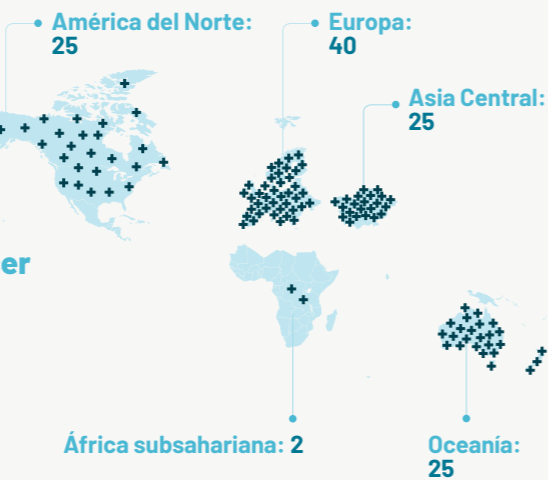 América del Norte:
25
Europa:
40
Asia Central:
25
er
África subsahariana: 2
Oceanía:
25